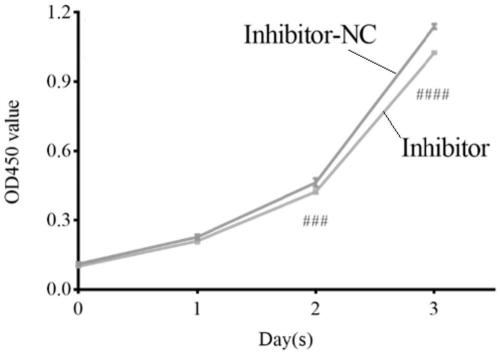 1.2
Inhibitor-NC
0.9
####
Inhibitor
0.6
OD450 value
0.3
###
0.0
0 1 2 3
Day(s)